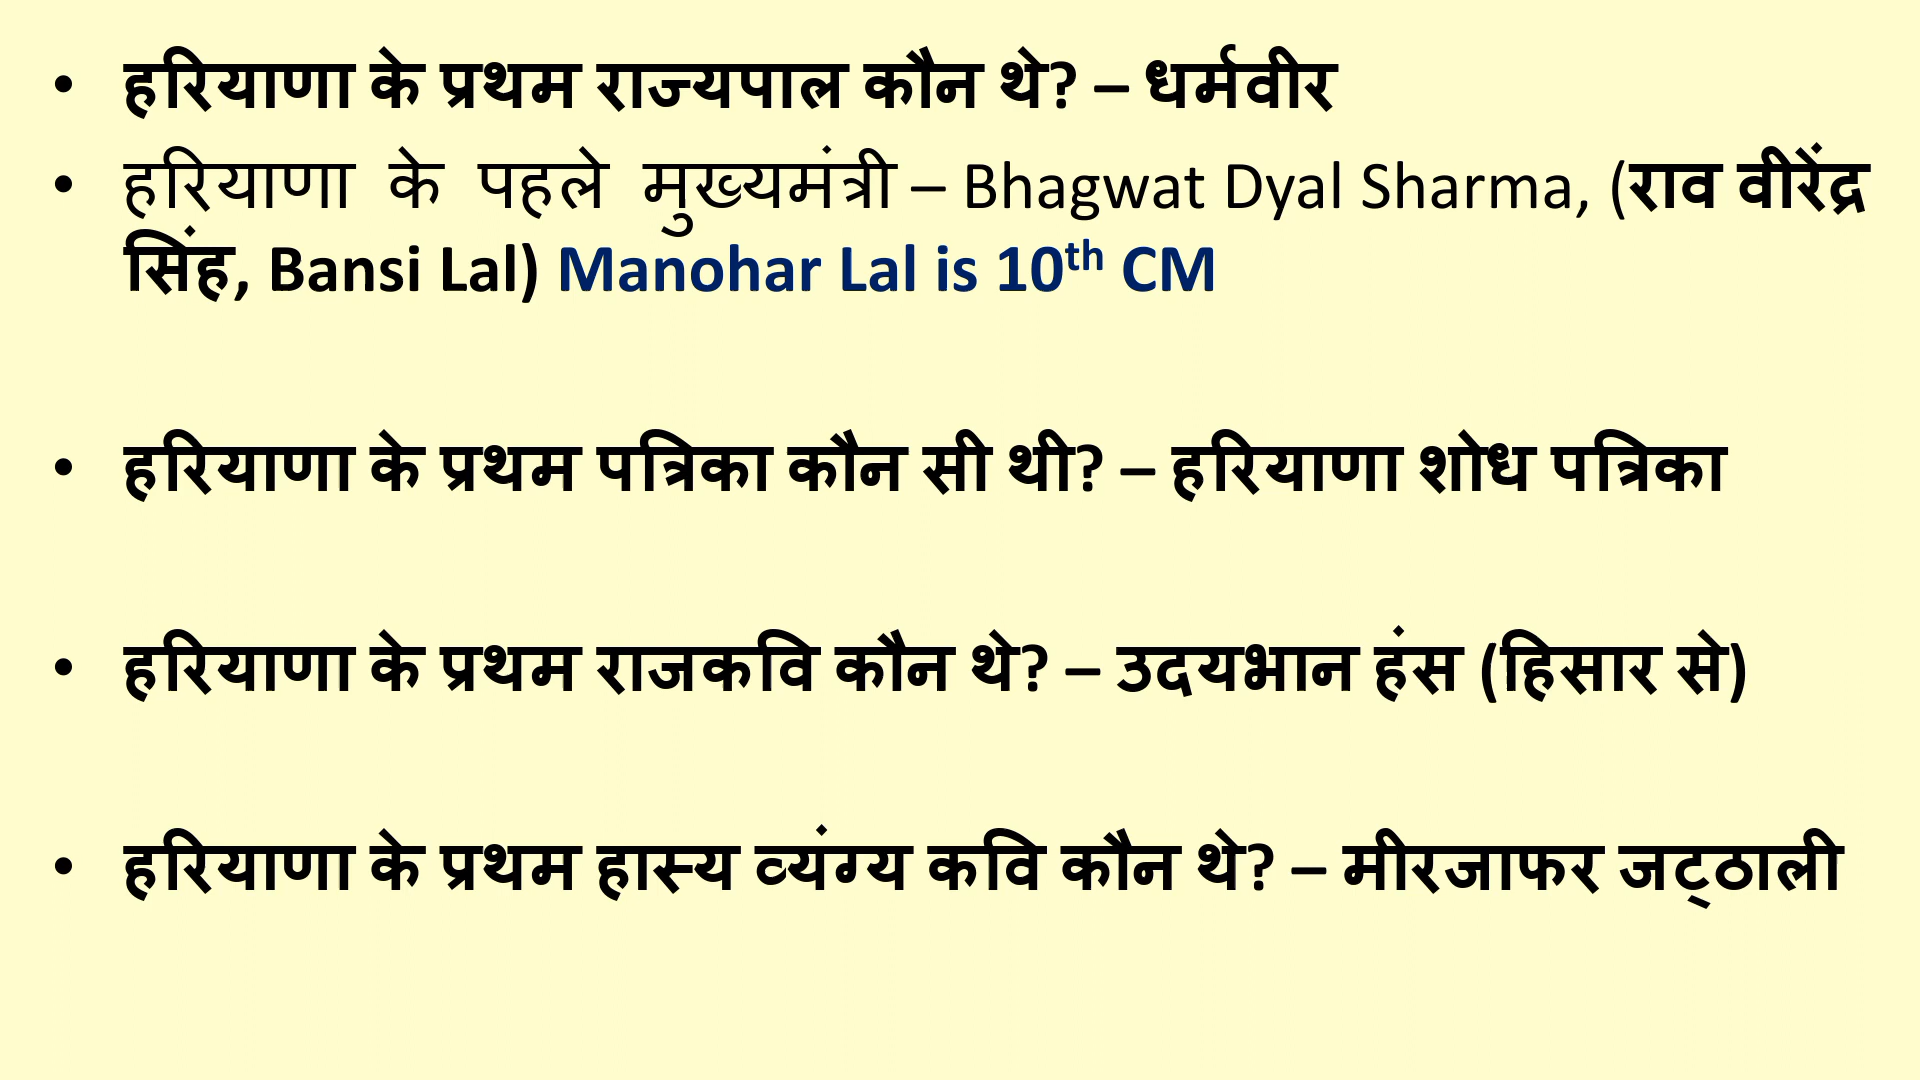 • हरियाणा के प्रथम राज्यपाल कौन थे? – धर्मवीर
• हरियाणा के पहले मुख्यमंत्री – Bhagwat Dyal Sharma, (राव वीरेंद्र
सिंह, Bansi Lal) Manohar Lal is 10th CM
• हरियाणा के प्रथम पत्रिका कौन सी थी? – हरियाणा शोध पत्रिका
• हरियाणा के प्रथम राजकवि कौन थे? – उदयभान हंस (हिसार से)
• हरियाणा के प्रथम हास्य व्यंग्य कवि कौन थे? – मीरजाफर जट्ठाली